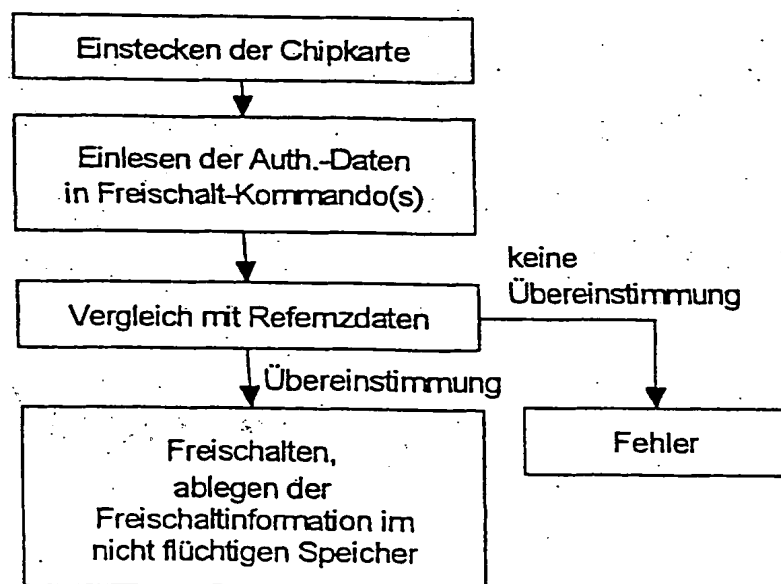 Einstecken der Chipkarte
Einlesen der Auth.-Daten
in Freischalt-Kommando(s)
Vergleich mit Refernzdaten
keine
Übereinstimmung
Übereinstimmung
Fehler
Freischalten,
ablegen der
Freischaltinformation im
nicht flüchtigen Speicher